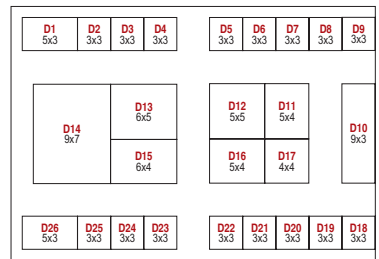 D1 D2 D3 D4 D5 D6 D7 D8 D9
5x3 3x3 3x3 3x3 3x3 3x3 3x3 3x3 3x3
D13 D12 D11
6x5 5x5 5x4
D14 D10
9x7 9x3
D15 D16 D17
6x4 5x4 4x4
D26 D25 D24 D23 D22 D21 D20 D19 D18
5x3 3x3 3x3 3x3 3x3 3x3 3x3 3x3 3x3